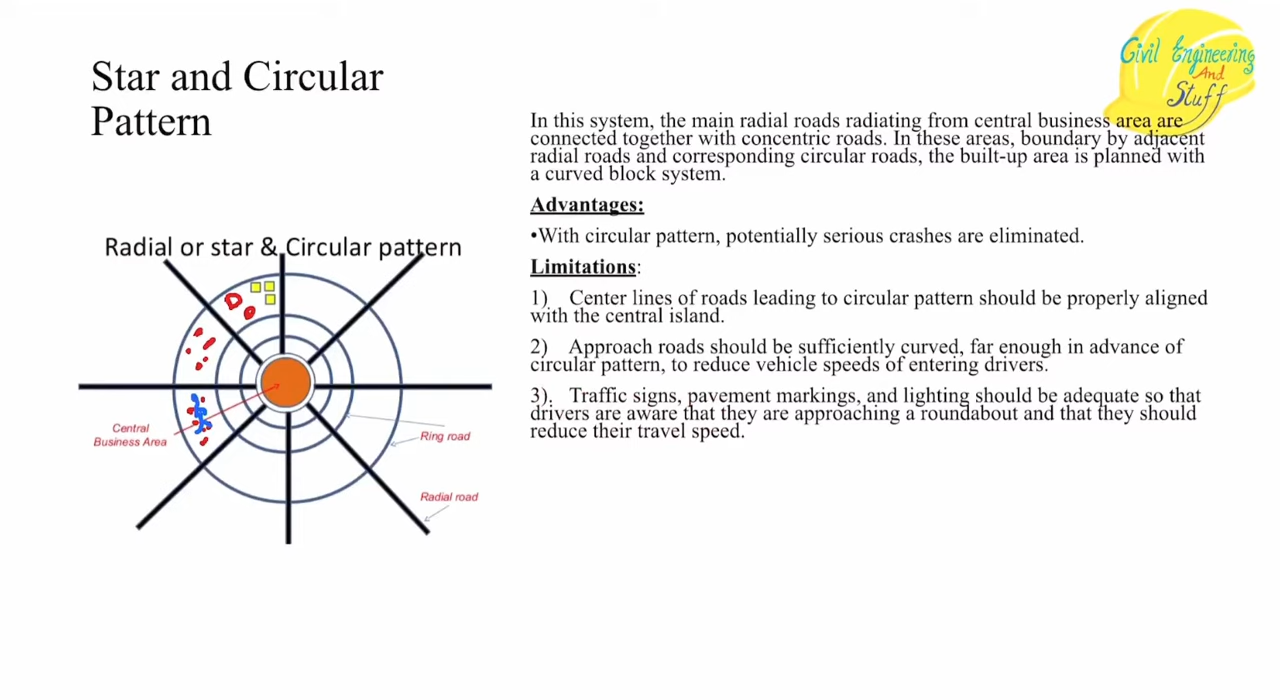 Star and Circular
Pattern
Civil Engineering
And
Stuff
In this system, the main radial roads radiating from central business area are
connected together with concentric roads. In these areas, boundary by adjacent
radial roads and corresponding circular roads, the built-up area is planned with
a curved block system.
Advantages:
•With circular pattern, potentially serious crashes are eliminated.
Limitations:
1) Center lines of roads leading to circular pattern should be properly aligned
with the central island.
2) Approach roads should be sufficiently curved, far enough in advance of
circular pattern, to reduce vehicle speeds of entering drivers.
3). Traffic signs, pavement markings, and lighting should be adequate so that
drivers are aware that they are approaching a roundabout and that they should
reduce their travel speed.
Radial or star & Circular pattern
Central
Business Area
Ring road
Radial road